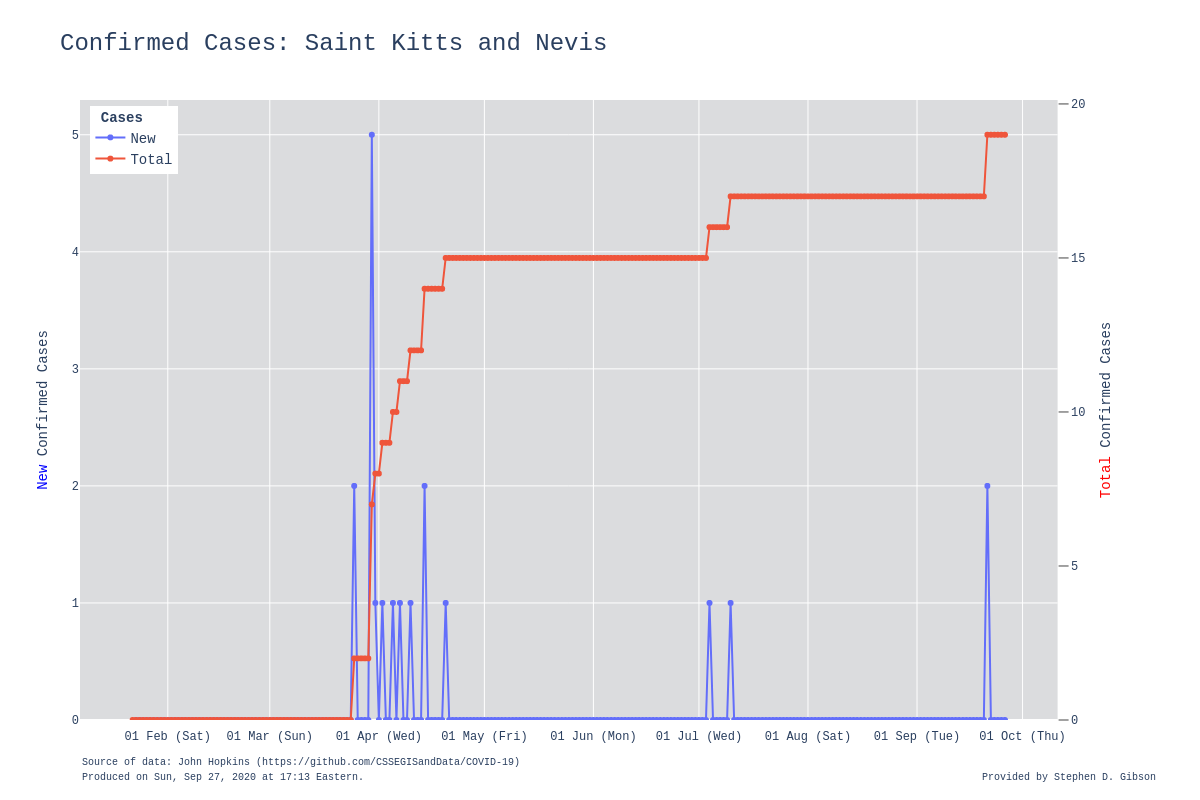 Confirmed Cases: Saint Kitts and Nevis
Cases
New
Total
5
4
3
2
1
0
New Confirmed Cases
20
15
10
5
0
Total Confirmed Cases
01 Feb (Sat)
01 Mar (Sun)
01 Apr (Wed)
01 May (Fri)
01 Jun (Mon)
01 Jul (Wed)
01 Aug (Sat)
01 Sep (Tue)
01 Oct (Thu)
Source of data: John Hopkins (https://github.com/CSSEGISandData/COVID-19)
Produced on Sun, Sep 27, 2020 at 17:13 Eastern.
Provided by Stephen D. Gibson